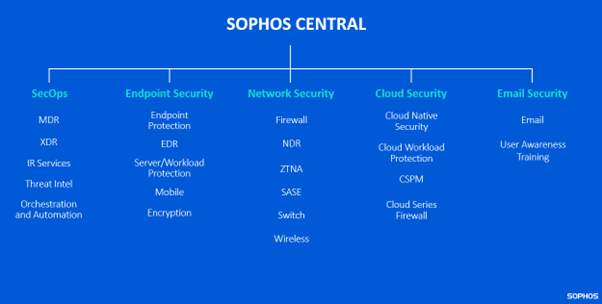 SOPHOS CENTRAL
SecOps
MDR
XDR
IR Services
Threat Intel
Orchestration
and Automation
Endpoint Security
Endpoint
Protection
EDR
Server/Workload
Protection
Mobile
Encryption
Network Security
Firewall
NDR
ZTNA
SASE
Switch
Wireless
Cloud Security
Cloud Native
Security
Cloud Workload
Protection
CSPM
Cloud Series
Firewall
Email Security
Email
User Awareness
Training
SOPHOS